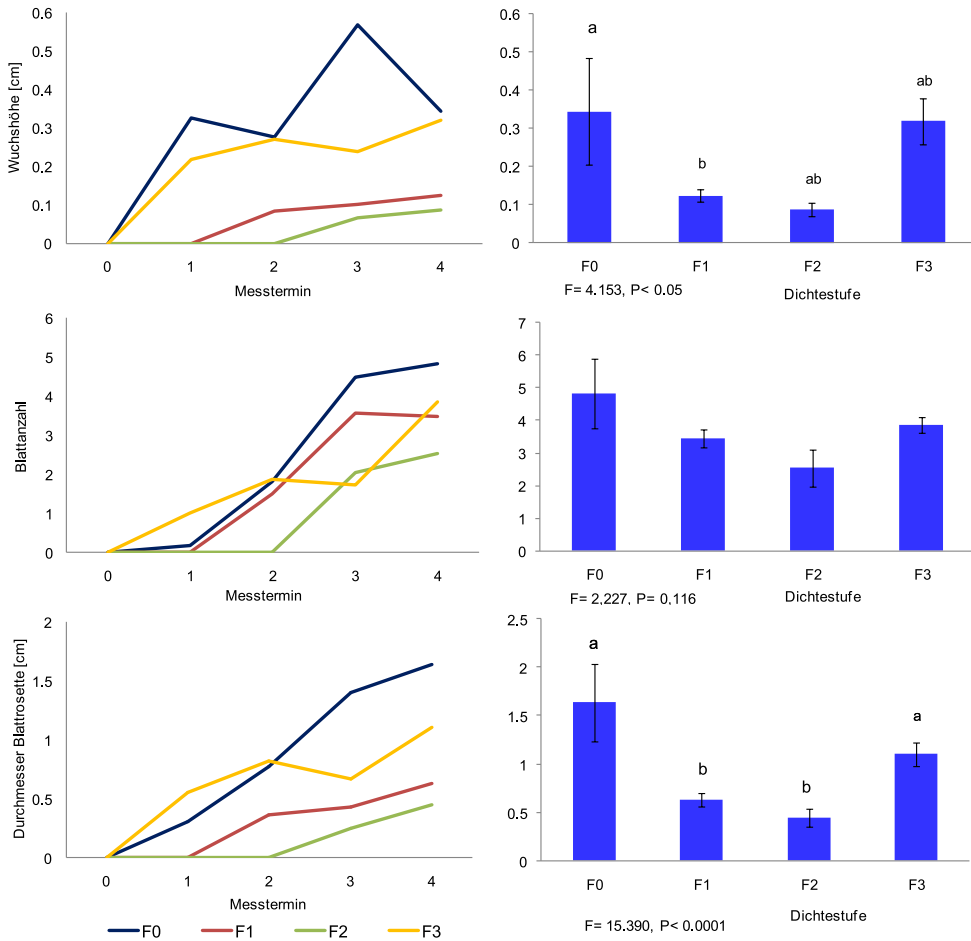 Wuchshöhe [cm]
0.6
0.5
0.4
0.3
0.2
0.1
0
0 1 2 3 4
Messtermin
0.6
0.5
0.4
0.3
0.2
0.1
0
a
b
ab
ab
F0 F1 F2 F3
F= 4.153, P< 0.05
Dichtestufe
Blattanzahl
6
5
4
3
2
1
0
0 1 2 3 4
Messtermin
7
6
5
4
3
2
1
0
F0 F1 F2 F3
F= 2,227, P= 0,116
Dichtestufe
Durchmesser Blattrosette [cm]
2
1.5
1
0.5
0
0 1 2 3 4
Messtermin
2.5
2
1.5
1
0.5
0
a
b
b
a
F0 F1 F2 F3
F= 15.390, P< 0.0001
Dichtestufe
F0 F1 F2 F3